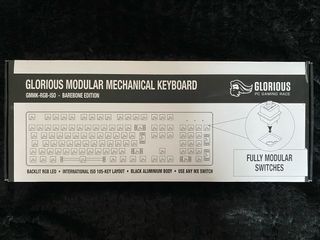 GLORIOUS MODULAR MECHANICAL KEYBOARD
GMMK-RGB-ISO - BAREBONE EDITION
GLORIOUS
PC GAMING RACE
FULLY MODULAR
SWITCHES
BACKLIT RGB LED • INTERNATIONAL ISO 105-KEY LAYOUT • BLACK ALUMINIUM BODY • USE ANY MX SWITCH